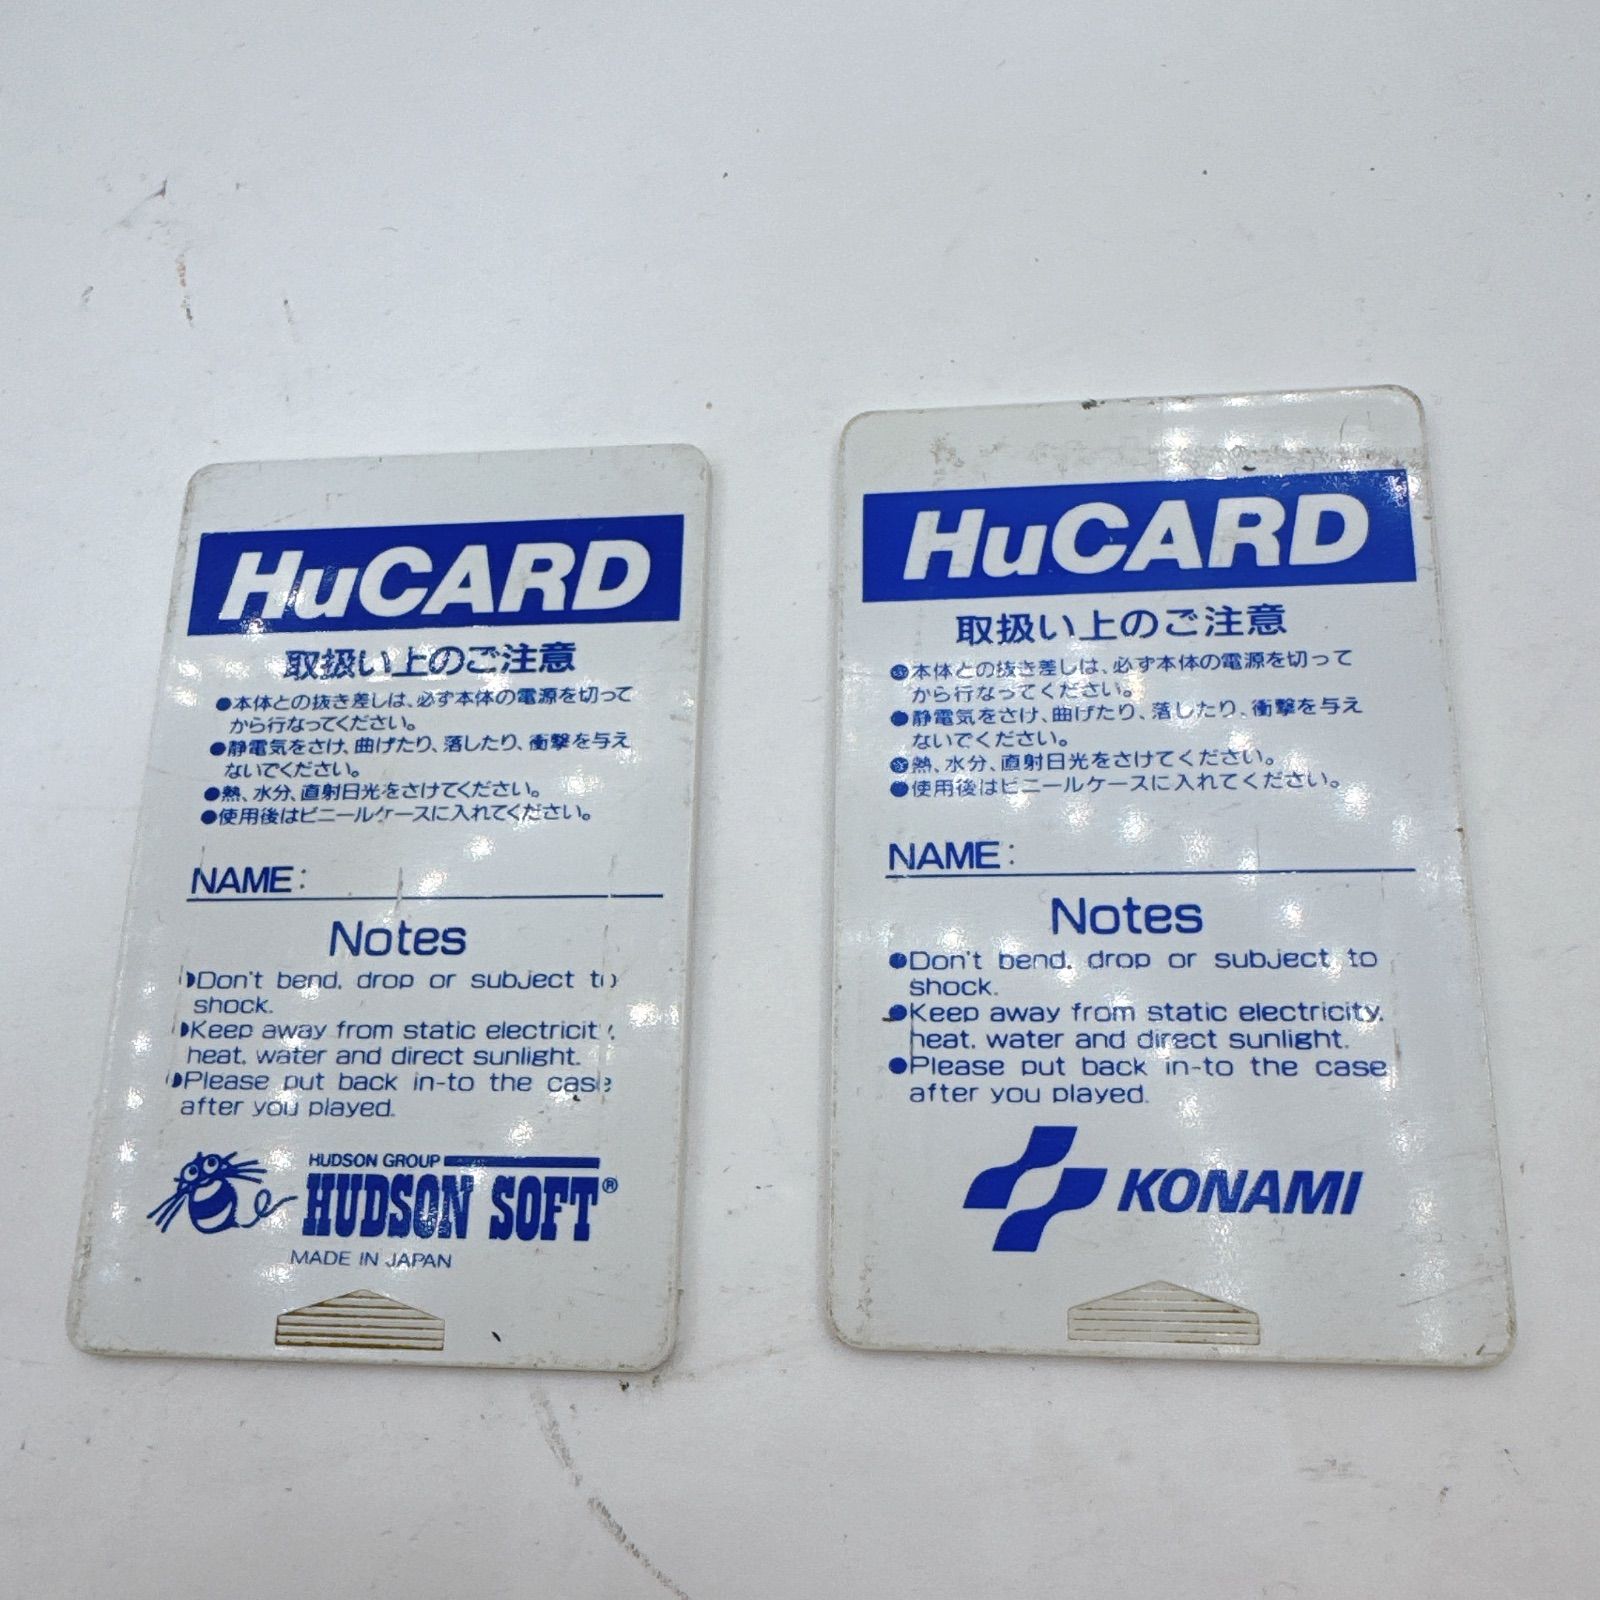 HuCARD
取扱い上のご注意
●本体との抜き差しは、必ず本体の電源を切って
から行なってください。
●静電気をさけ、曲げたり、落したり、衝撃を与え
ないでください。
●熱、水分、直射日光をさけてください。
●使用後はビニールケースに入れてください。
NAME:
Notes
●Don't bend, drop or subject to
shock.
●Keep away from static electricity,
heat, water and direct sunlight.
●Please put back in-to the case
after you played.
HUDSON GROUP
HUDSON SOFT®
MADE IN JAPAN
HuCARD
取扱い上のご注意
●本体との抜き差しは、必ず本体の電源を切って
から行なってください。
●静電気をさけ、曲げたり、落したり、衝撃を与え
ないでください。
●熱、水分、直射日光をさけてください。
●使用後はビニールケースに入れてください。
NAME:
Notes
●Don't bend, drop or subject to
shock.
●Keep away from static electricity,
heat, water and direct sunlight.
●Please put back in-to the case
after you played.
KONAMI